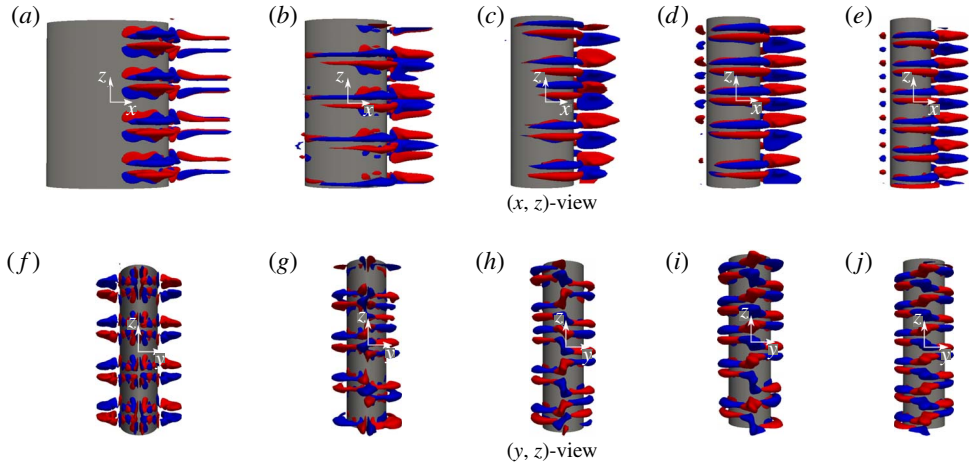 (a) (b) (c) (d) (e)
z z z z z
x x x x x
(x, z)-view
(f) (g) (h) (i) (j)
z z z z z
y y y y y
(y, z)-view